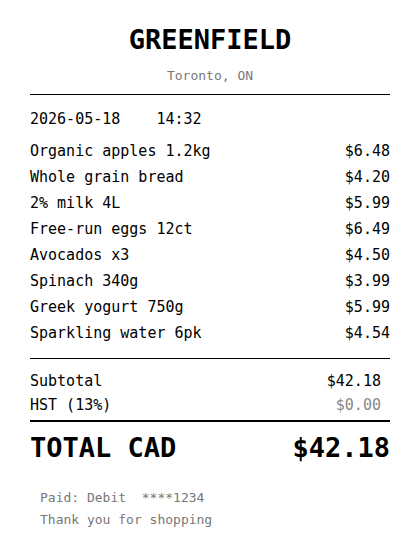 GREENFIELD
Toronto, ON
2026-05-18    14:32
Organic apples 1.2kg $6.48
Whole grain bread $4.20
2% milk 4L $5.99
Free-run eggs 12ct $6.49
Avocados x3 $4.50
Spinach 340g $3.99
Greek yogurt 750g $5.99
Sparkling water 6pk $4.54
Subtotal $42.18
HST (13%) $0.00
TOTAL CAD $42.18
Paid: Debit  ****1234
Thank you for shopping